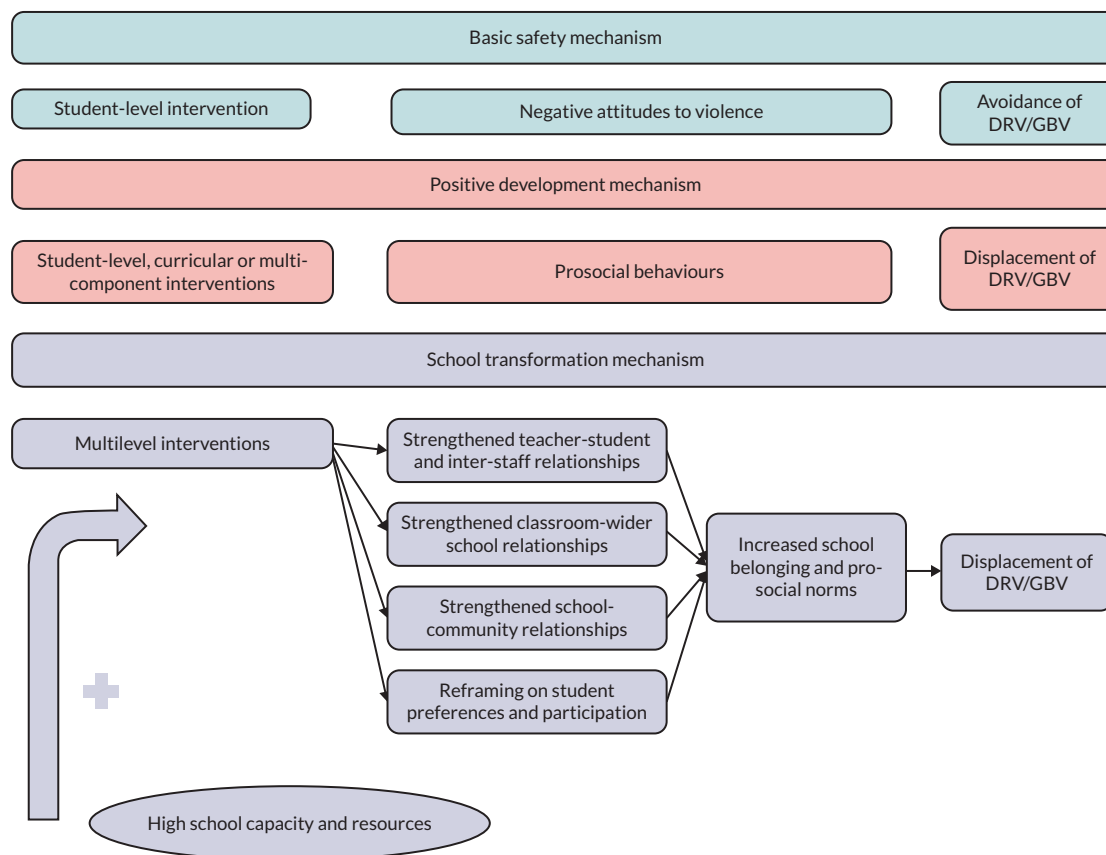 Basic safety mechanism
Student-level intervention
Negative attitudes to violence
Avoidance of
DRV/GBV
Positive development mechanism
Student-level, curricular or multi-
component interventions
Prosocial behaviours
Displacement of
DRV/GBV
School transformation mechanism
Multilevel interventions
Strengthened teacher-student
and inter-staff relationships
Strengthened classroom-wider
school relationships
Strengthened school-
community relationships
Reframing on student
preferences and participation
Increased school
belonging and pro-
social norms
Displacement of
DRV/GBV
High school capacity and resources